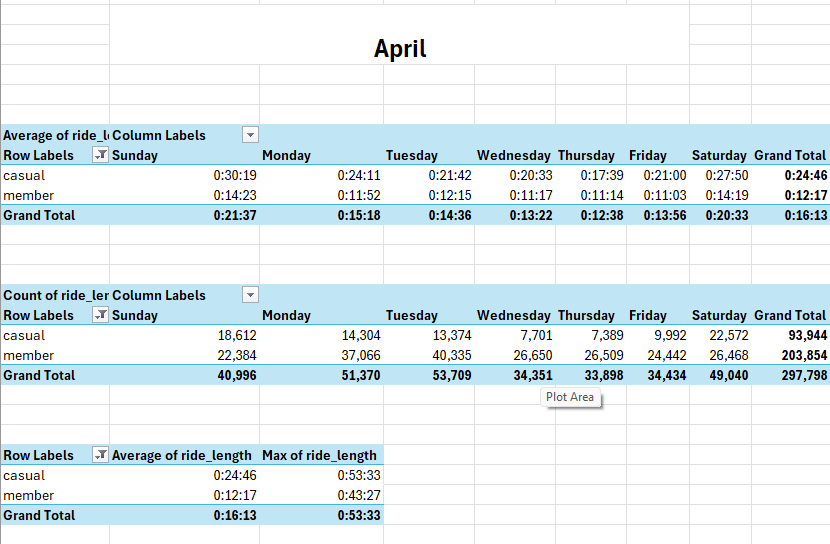 April
Average of ride_l Column Labels
Row Labels Sunday Monday Tuesday Wednesday Thursday Friday Saturday Grand Total
casual 0:30:19 0:24:11 0:21:42 0:20:33 0:17:39 0:21:00 0:27:50 0:24:46
member 0:14:23 0:11:52 0:12:15 0:11:17 0:11:14 0:11:03 0:14:19 0:12:17
Grand Total 0:21:37 0:15:18 0:14:36 0:13:22 0:12:38 0:13:56 0:20:33 0:16:13
Count of ride_ler Column Labels
Row Labels Sunday Monday Tuesday Wednesday Thursday Friday Saturday Grand Total
casual 18,612 14,304 13,374 7,701 7,389 9,992 22,572 93,944
member 22,384 37,066 40,335 26,650 26,509 24,442 26,468 203,854
Grand Total 40,996 51,370 53,709 34,351 33,898 34,434 49,040 297,798
Plot Area
Row Labels Average of ride_length Max of ride_length
casual 0:24:46 0:53:33
member 0:12:17 0:43:27
Grand Total 0:16:13 0:53:33